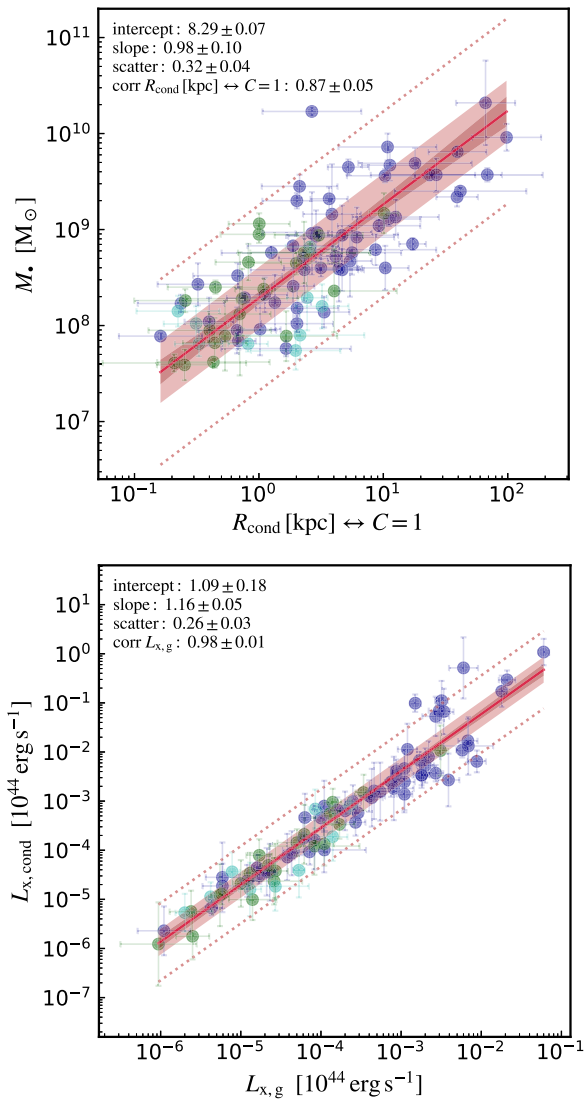 intercept : 8.29 ± 0.07
slope : 0.98 ± 0.10
scatter : 0.32 ± 0.04
corr R_cond [kpc] ↔ C = 1 : 0.87 ± 0.05
10^11
10^10
10^9
10^8
10^7
M• [M⊙]
10^−1 10^0 10^1 10^2
R_cond [kpc] ↔ C = 1
intercept : 1.09 ± 0.18
slope : 1.16 ± 0.05
scatter : 0.26 ± 0.03
corr L_x,g : 0.98 ± 0.01
10^1
10^0
10^−1
10^−2
10^−3
10^−4
10^−5
10^−6
10^−7
L_x,cond [10^44 erg s^−1]
10^−6 10^−5 10^−4 10^−3 10^−2 10^−1
L_x,g [10^44 erg s^−1]